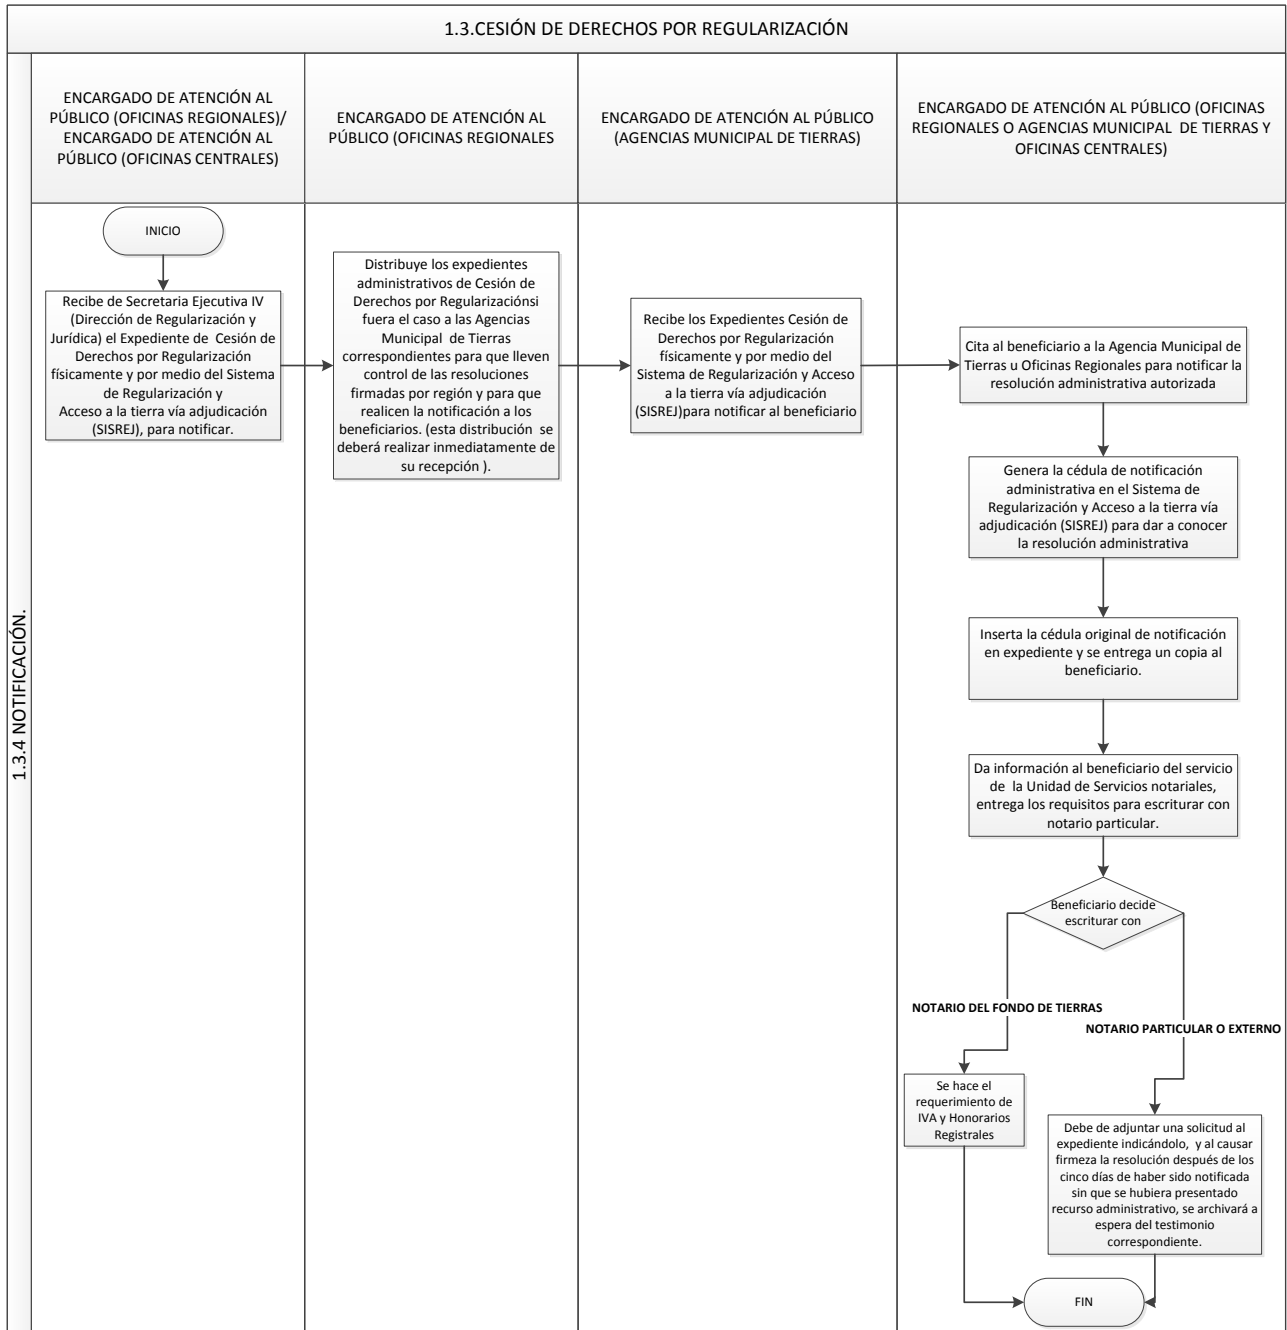 1.3.CESIÓN DE DERECHOS POR REGULARIZACIÓN
1.3.4 NOTIFICACIÓN.
ENCARGADO DE ATENCIÓN AL
PÚBLICO (OFICINAS REGIONALES)/
ENCARGADO DE ATENCIÓN AL
PÚBLICO (OFICINAS CENTRALES)
ENCARGADO DE ATENCIÓN AL
PÚBLICO (OFICINAS REGIONALES
ENCARGADO DE ATENCIÓN AL PÚBLICO
(AGENCIAS MUNICIPAL DE TIERRAS)
ENCARGADO DE ATENCIÓN AL PÚBLICO (OFICINAS
REGIONALES O AGENCIAS MUNICIPAL DE TIERRAS Y
OFICINAS CENTRALES)
INICIO
Recibe de Secretaria Ejecutiva IV
(Dirección de Regularización y
Jurídica) el Expediente de Cesión de
Derechos por Regularización
físicamente y por medio del Sistema
de Regularización y
Acceso a la tierra vía adjudicación
(SISREJ), para notificar.
Distribuye los expedientes
administrativos de Cesión de
Derechos por Regularizaciónsi
fuera el caso a las Agencias
Municipal de Tierras
correspondientes para que lleven
control de las resoluciones
firmadas por región y para que
realicen la notificación a los
beneficiarios. (esta distribución se
deberá realizar inmediatamente de
su recepción ).
Recibe los Expedientes Cesión de
Derechos por Regularización
físicamente y por medio del
Sistema de Regularización y Acceso
a la tierra vía adjudicación
(SISREJ)para notificar al beneficiario
Cita al beneficiario a la Agencia Municipal de
Tierras u Oficinas Regionales para notificar la
resolución administrativa autorizada
Genera la cédula de notificación
administrativa en el Sistema de
Regularización y Acceso a la tierra vía
adjudicación (SISREJ) para dar a conocer
la resolución administrativa
Inserta la cédula original de notificación
en expediente y se entrega un copia al
beneficiario.
Da información al beneficiario del servicio
de la Unidad de Servicios notariales,
entrega los requisitos para escriturar con
notario particular.
Beneficiario decide
escriturar con
NOTARIO DEL FONDO DE TIERRAS
NOTARIO PARTICULAR O EXTERNO
Se hace el
requerimiento de
IVA y Honorarios
Registrales
Debe de adjuntar una solicitud al
expediente indicándolo, y al causar
firmeza la resolución después de los
cinco días de haber sido notificada
sin que se hubiera presentado
recurso administrativo, se archivará a
espera del testimonio
correspondiente.
FIN